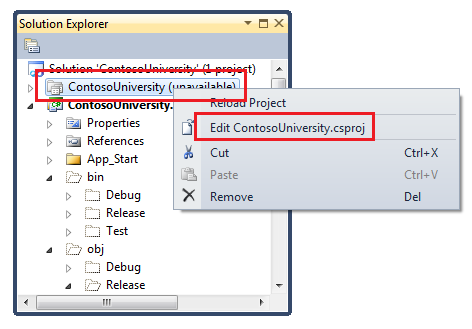 Solution Explorer
Solution 'ContosoUniversity' (1 project)
ContosoUniversity (unavailable)
ContosoUniversity.
Properties
References
App_Start
bin
Debug
Release
Test
obj
Debug
Release
Reload Project
Edit ContosoUniversity.csproj
Cut Ctrl+X
Paste Ctrl+V
Remove Del